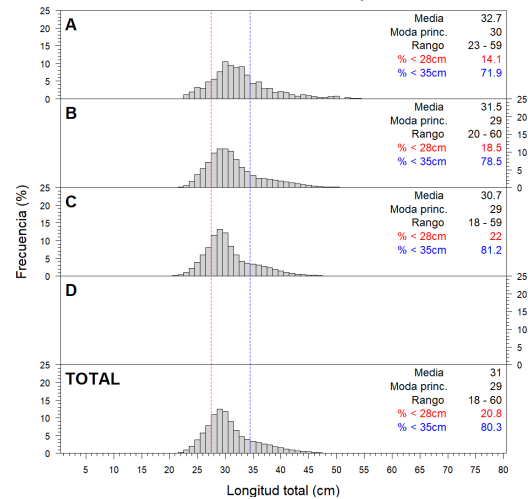 25
20
15
10
5
0
A
Media 32.7
Moda princ. 30
Rango 23 - 59
% < 28cm 14.1
% < 35cm 71.9
B
Media 31.5
Moda princ. 29
Rango 20 - 60
% < 28cm 18.5
% < 35cm 78.5
25
20
15
10
5
0
25
20
15
10
5
0
C
Media 30.7
Moda princ. 29
Rango 18 - 59
% < 28cm 22
% < 35cm 81.2
D
25
20
15
10
5
0
25
20
15
10
5
0
TOTAL
Media 31
Moda princ. 29
Rango 18 - 60
% < 28cm 20.8
% < 35cm 80.3
Frecuencia (%)
5 10 15 20 25 30 35 40 45 50 55 60 65 70 75 80
Longitud total (cm)